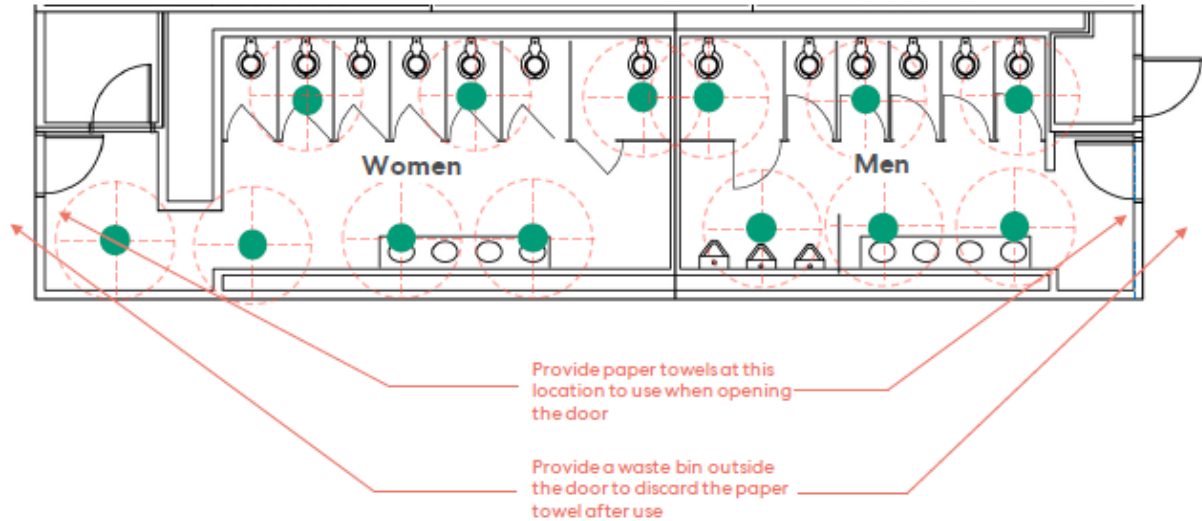 Women
Men
Provide paper towels at this
location to use when opening
the door
Provide a waste bin outside
the door to discard the paper
towel after use